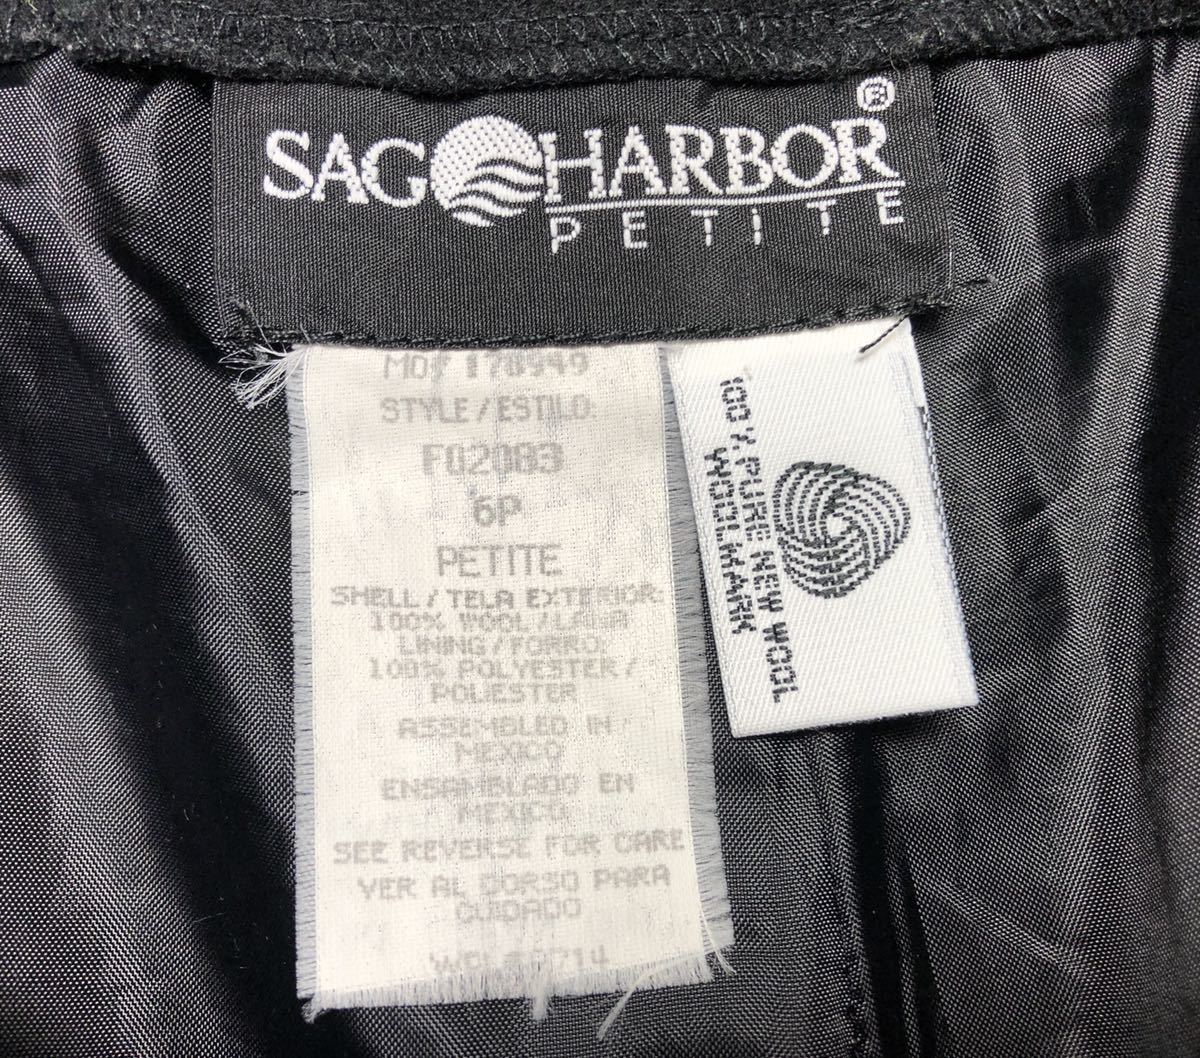 SAG HARBOR®
PETITE
STYLE/ESTILO:
F02083
6P
PETITE
SHELL/TELA EXTERIOR:
100% WOOL/LANA
LINING/FORRO:
100% POLYESTER/
POLIESTER
ASSEMBLED IN
MEXICO
ENSAMBLADO EN
MEXICO
SEE REVERSE FOR CARE
VER AL DORSO PARA
CUIDADO
100% PURE NEW WOOL
WOOLMARK